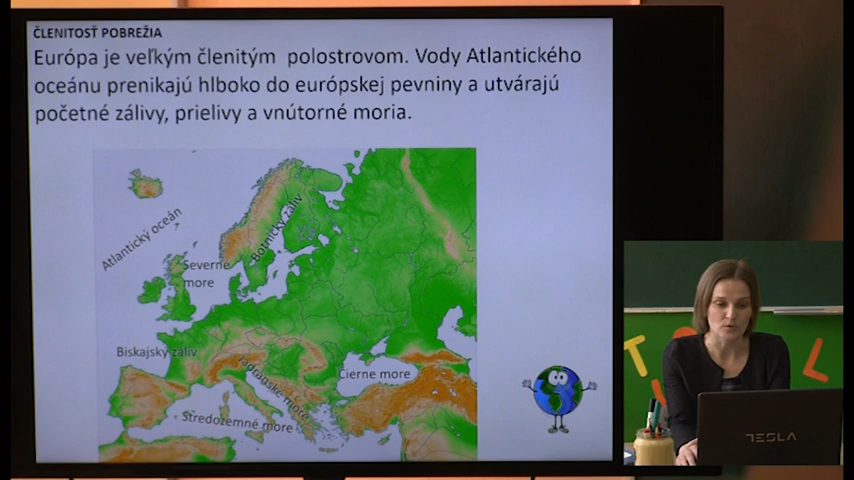 ČLENITOSŤ POBREŽIA
Európa je veľkým členitým polostrovom. Vody Atlantického
oceánu prenikajú hlboko do európskej pevniny a utvárajú
početné zálivy, prielivy a vnútorné moria.
Atlantický oceán
Botnický záliv
Severne
more
Biskajský záliv
Jadranské more
Čierne more
Stredozemné more
TESLA